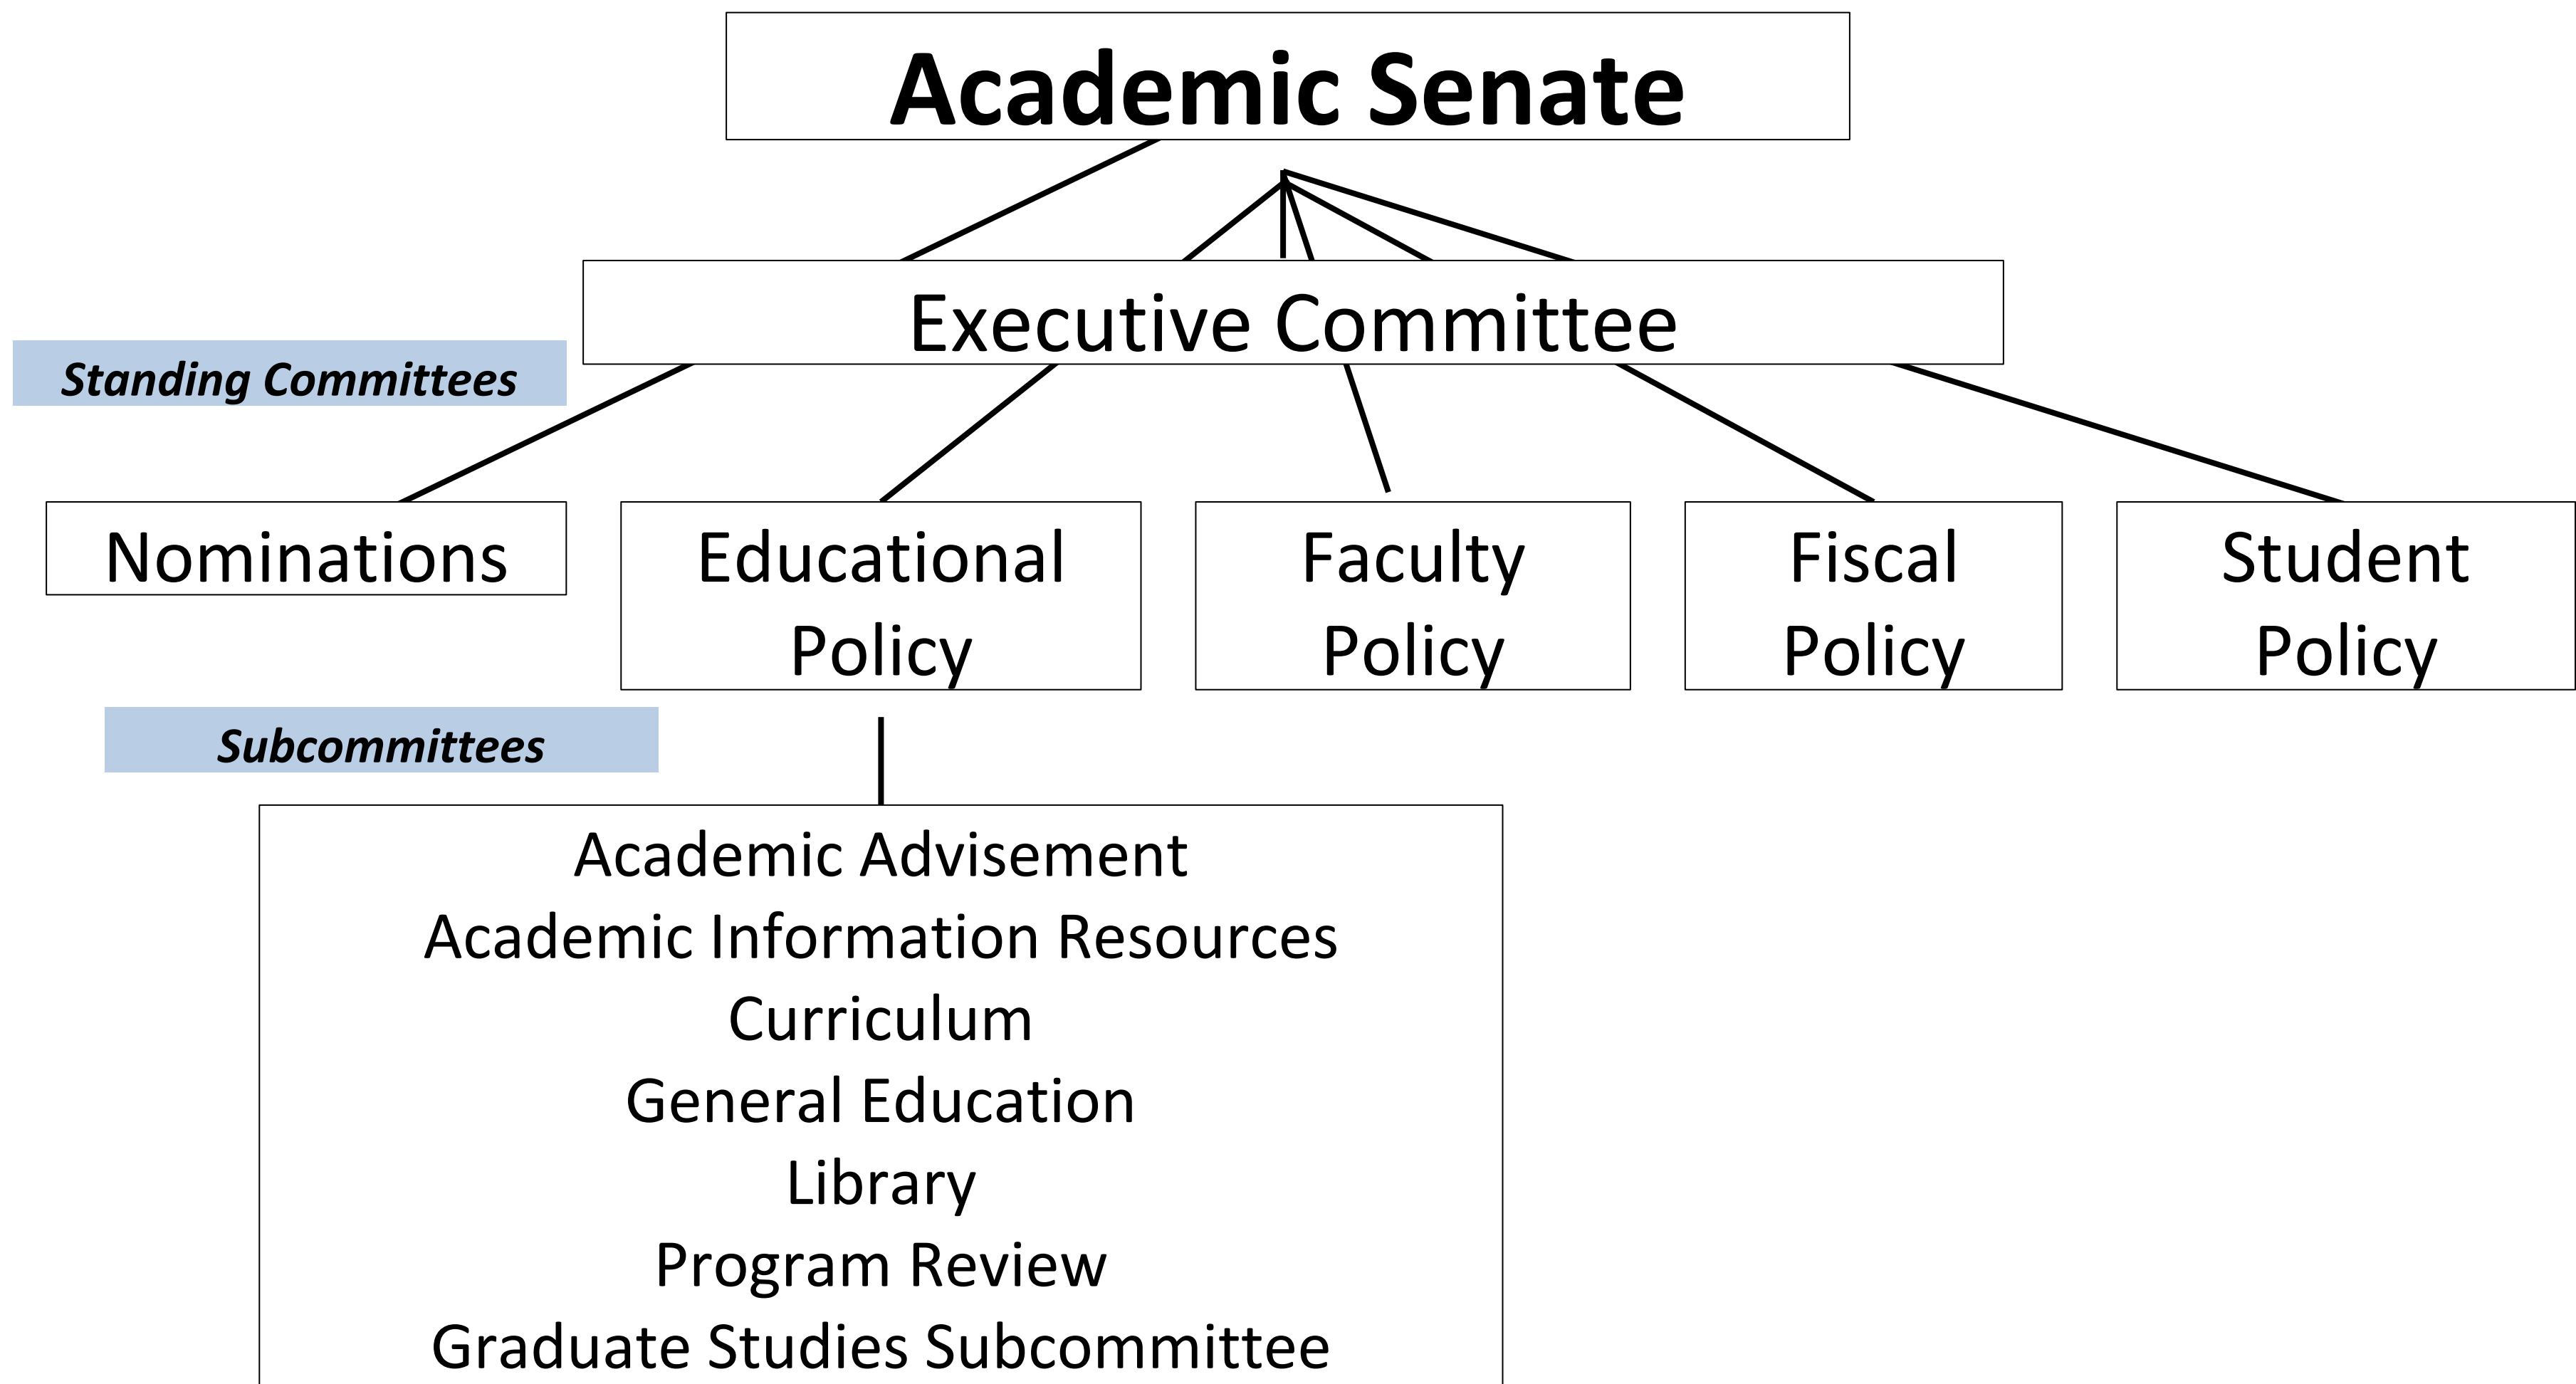 Academic Senate
Executive Committee
Standing Committees
Nominations
Educational
Policy
Faculty
Policy
Fiscal
Policy
Student
Policy
Subcommittees
Academic Advisement
Academic Information Resources
Curriculum
General Education
Library
Program Review
Graduate Studies Subcommittee